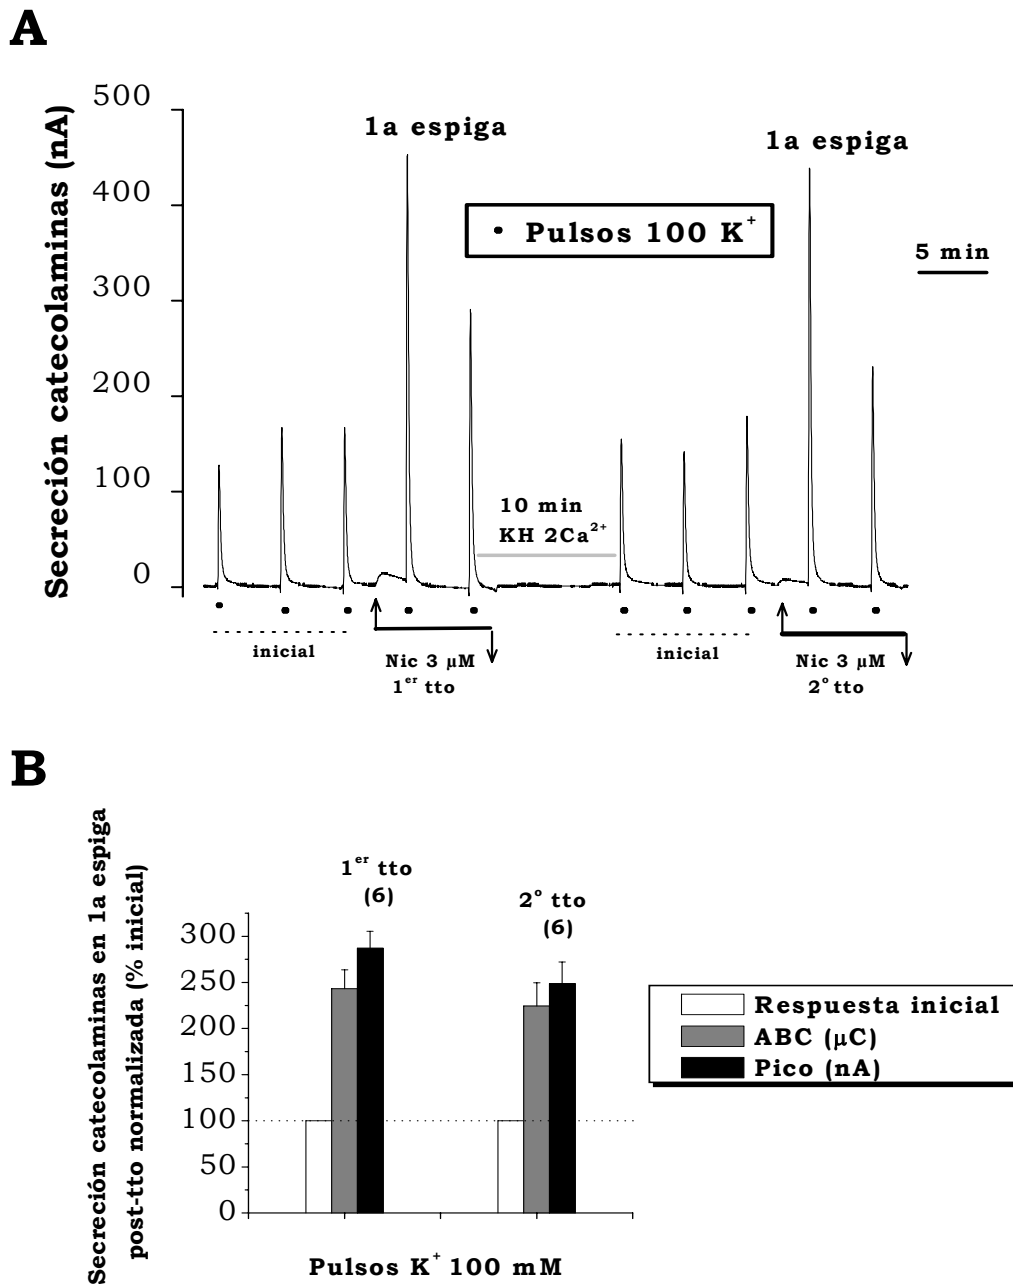 A
Secreción catecolaminas (nA)
500
400
300
200
100
0
1a espiga
1a espiga
• Pulsos 100 K⁺
5 min
10 min
KH 2Ca²⁺
inicial
Nic 3 µM
1ᵉʳ tto
inicial
Nic 3 µM
2º tto
B
Secreción catecolaminas en 1a espiga
post-tto normalizada (% inicial)
300
250
200
150
100
50
0
1ᵉʳ tto
(6)
2º tto
(6)
Respuesta inicial
ABC (µC)
Pico (nA)
Pulsos K⁺ 100 mM